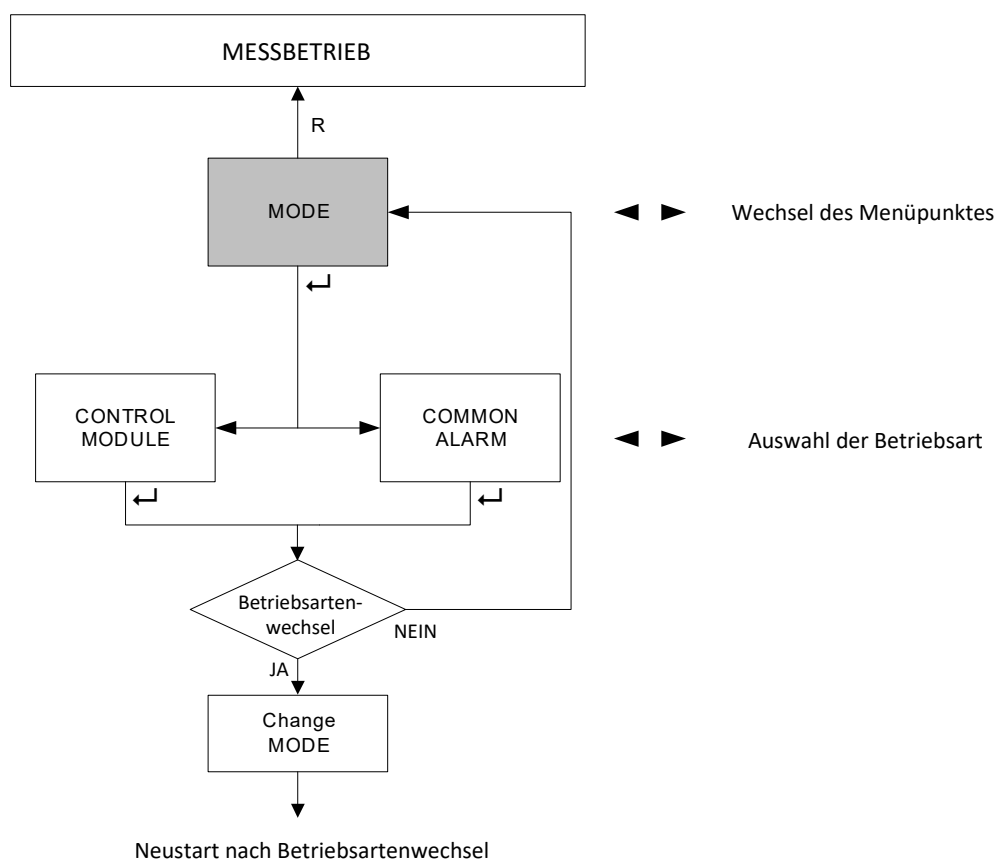 MESSBETRIEB
R
MODE
◄ ► Wechsel des Menüpunktes
↵
CONTROL
MODULE
COMMON
ALARM
◄ ► Auswahl der Betriebsart
↵
↵
Betriebsarten-
wechsel
NEIN
JA
Change
MODE
Neustart nach Betriebsartenwechsel